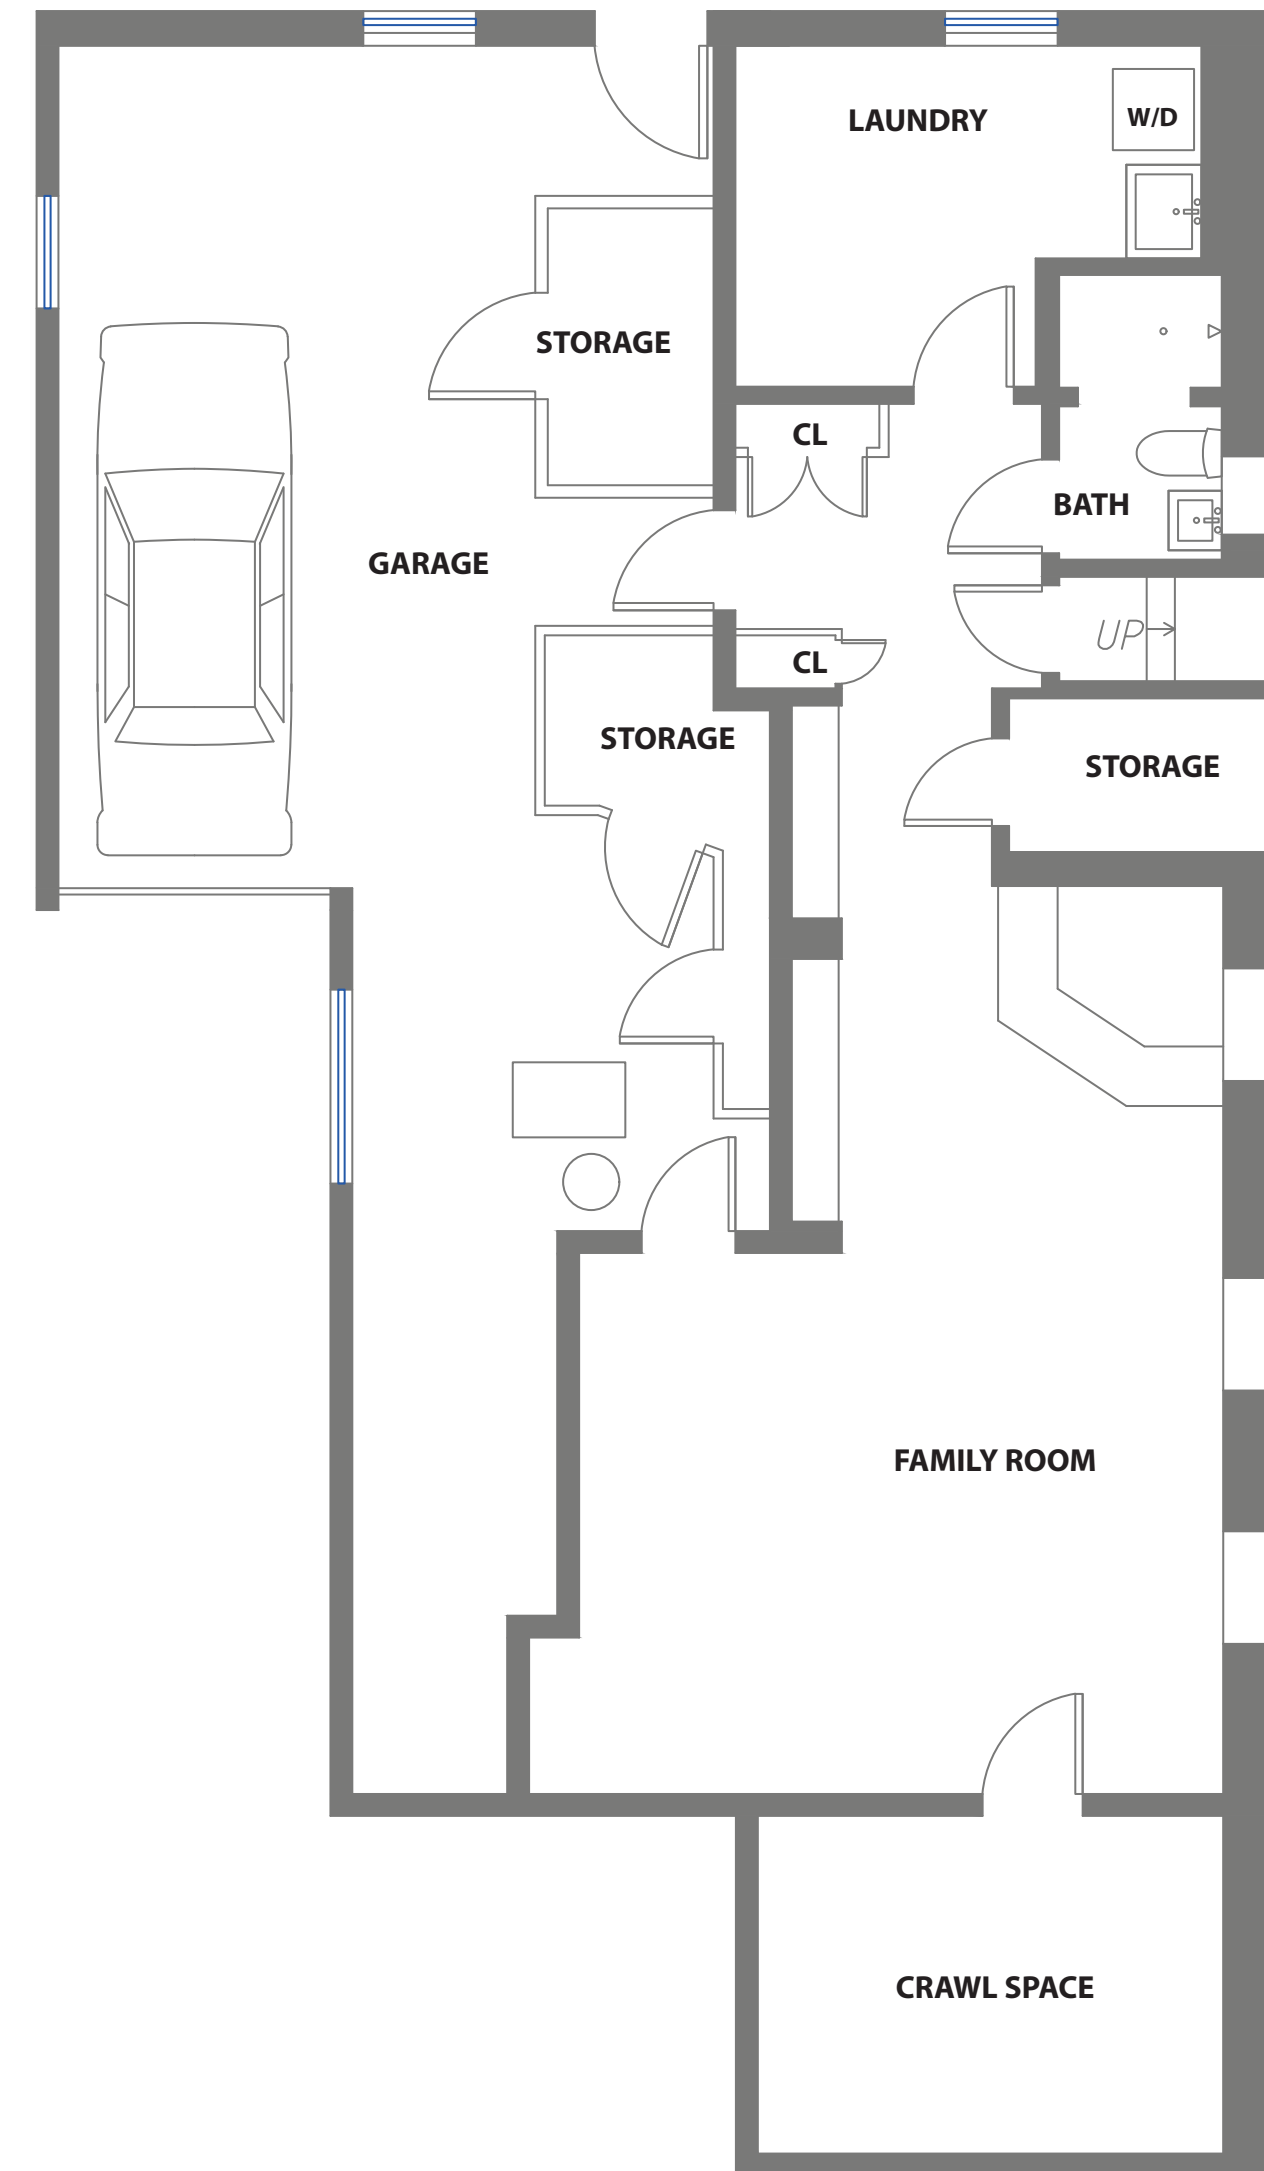 LAUNDRY
W/D
STORAGE
CL
BATH
GARAGE
UP
CL
STORAGE
STORAGE
FAMILY ROOM
CRAWL SPACE